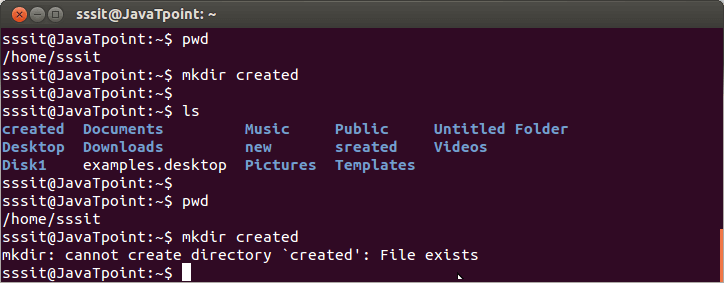 sssit@JavaTpoint: ~
sssit@JavaTpoint:~$ pwd
/home/sssit
sssit@JavaTpoint:~$ mkdir created
sssit@JavaTpoint:~$
sssit@JavaTpoint:~$ ls
created  Documents         Music     Public     Untitled Folder
Desktop  Downloads         new       sreated    Videos
Disk1    examples.desktop  Pictures  Templates
sssit@JavaTpoint:~$
sssit@JavaTpoint:~$ pwd
/home/sssit
sssit@JavaTpoint:~$ mkdir created
mkdir: cannot create directory `created': File exists
sssit@JavaTpoint:~$